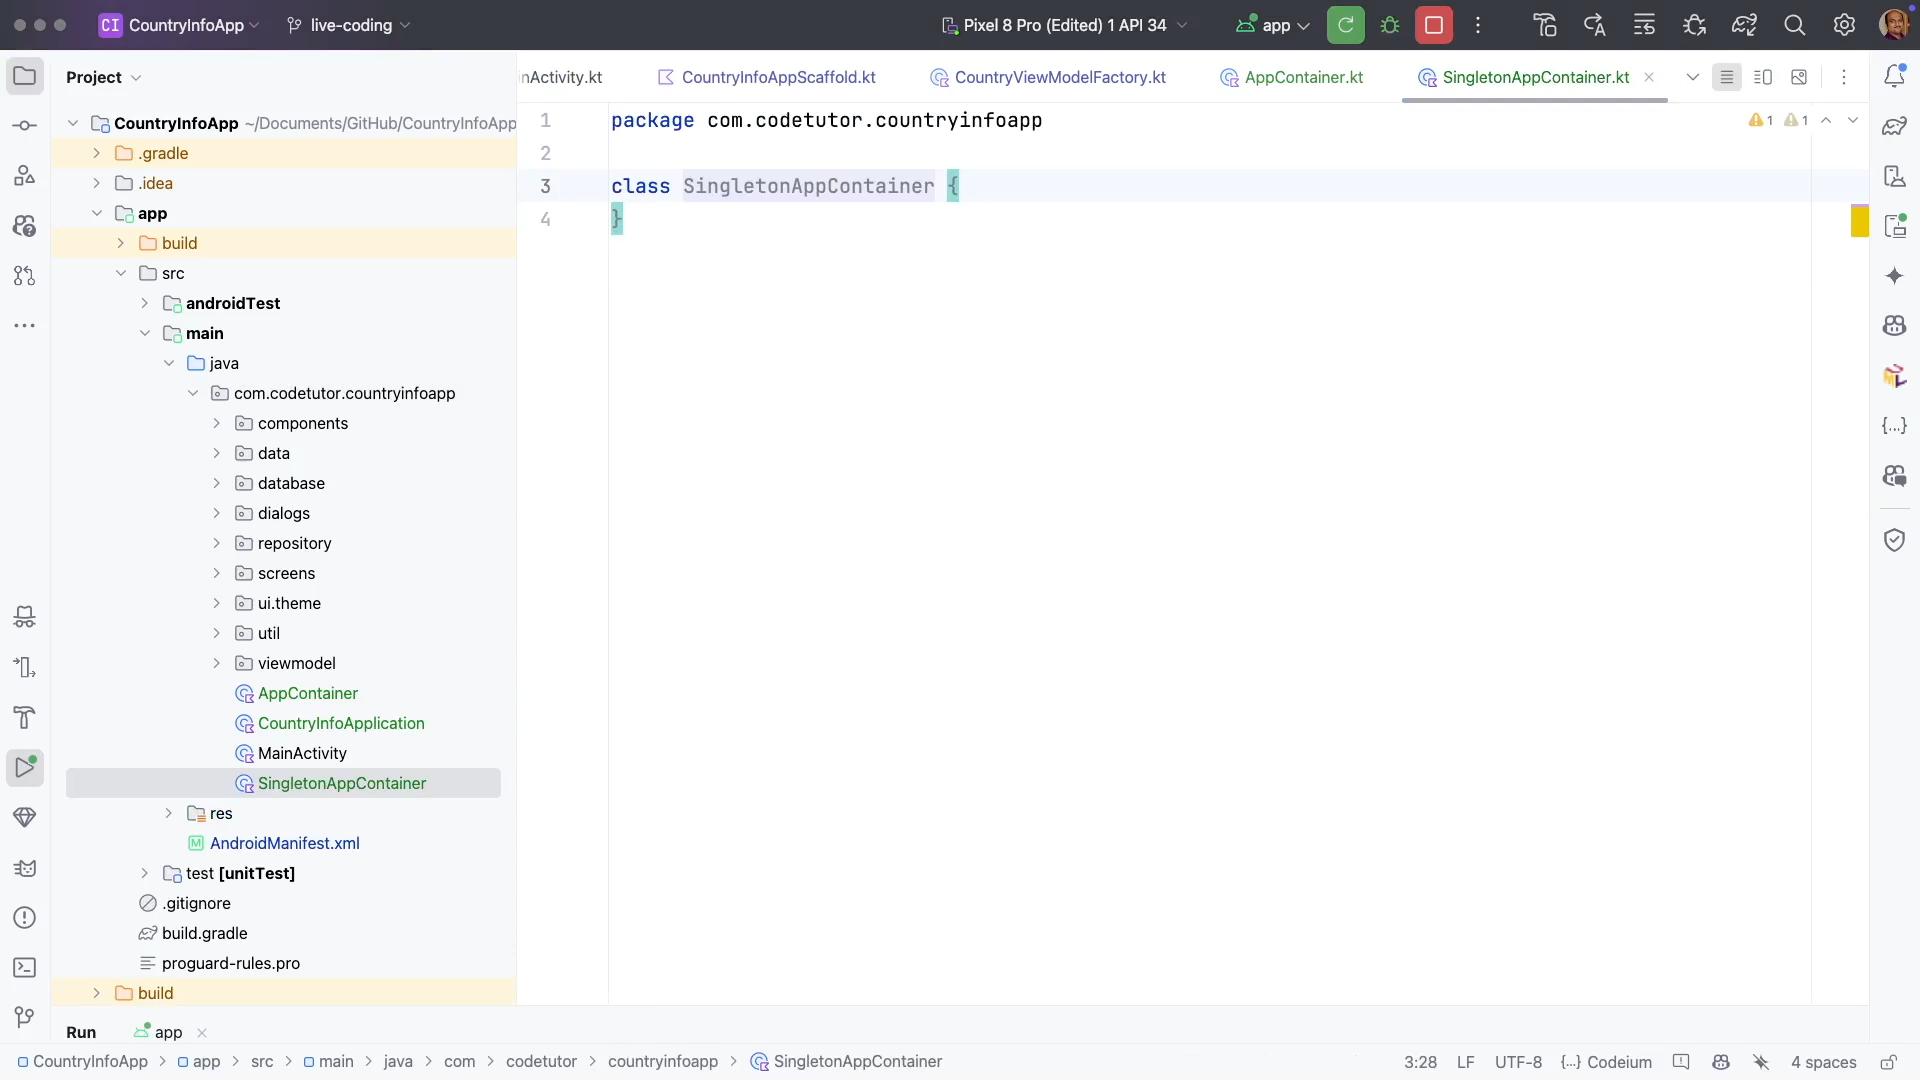 CI CountryInfoApp
live-coding
Pixel 8 Pro (Edited) 1 API 34
app
Project
nActivity.kt
CountryInfoAppScaffold.kt
CountryViewModelFactory.kt
AppContainer.kt
SingletonAppContainer.kt
CountryInfoApp ~/Documents/GitHub/CountryInfoApp
.gradle
.idea
app
build
src
androidTest
main
java
com.codetutor.countryinfoapp
components
data
database
dialogs
repository
screens
ui.theme
util
viewmodel
AppContainer
CountryInfoApplication
MainActivity
SingletonAppContainer
res
AndroidManifest.xml
test [unitTest]
.gitignore
build.gradle
proguard-rules.pro
build
1 package com.codetutor.countryinfoapp
2
3 class SingletonAppContainer {
4 }
1 1
Run
app
CountryInfoApp > app > src > main > java > com > codetutor > countryinfoapp > SingletonAppContainer
3:28 LF UTF-8 {...} Codeium 4 spaces